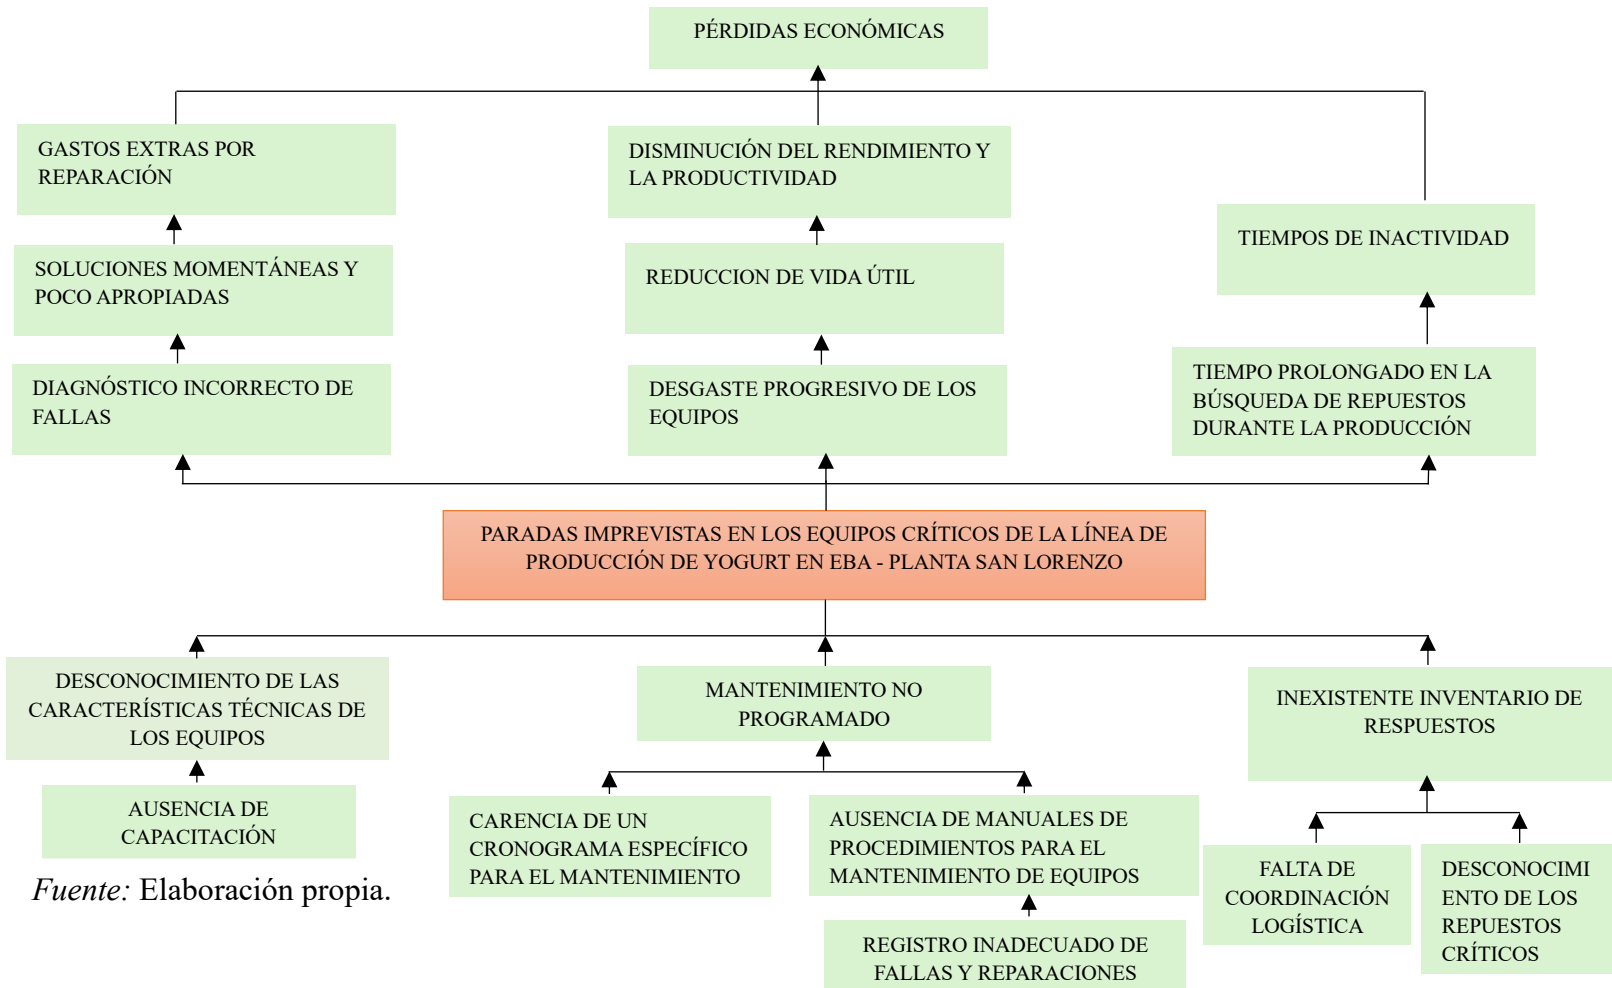 PÉRDIDAS ECONÓMICAS
GASTOS EXTRAS POR
REPARACIÓN
DISMINUCIÓN DEL RENDIMIENTO Y
LA PRODUCTIVIDAD
TIEMPOS DE INACTIVIDAD
SOLUCIONES MOMENTÁNEAS Y
POCO APROPIADAS
REDUCCION DE VIDA ÚTIL
DIAGNÓSTICO INCORRECTO DE
FALLAS
DESGASTE PROGRESIVO DE LOS
EQUIPOS
TIEMPO PROLONGADO EN LA
BÚSQUEDA DE REPUESTOS
DURANTE LA PRODUCCIÓN
PARADAS IMPREVISTAS EN LOS EQUIPOS CRÍTICOS DE LA LÍNEA DE
PRODUCCIÓN DE YOGURT EN EBA - PLANTA SAN LORENZO
DESCONOCIMIENTO DE LAS
CARACTERÍSTICAS TÉCNICAS DE
LOS EQUIPOS
MANTENIMIENTO NO
PROGRAMADO
INEXISTENTE INVENTARIO DE
RESPUESTOS
AUSENCIA DE
CAPACITACIÓN
CARENCIA DE UN
CRONOGRAMA ESPECÍFICO
PARA EL MANTENIMIENTO
AUSENCIA DE MANUALES DE
PROCEDIMIENTOS PARA EL
MANTENIMIENTO DE EQUIPOS
FALTA DE
COORDINACIÓN
LOGÍSTICA
DESCONOCIMI
ENTO DE LOS
REPUESTOS
CRÍTICOS
REGISTRO INADECUADO DE
FALLAS Y REPARACIONES
Fuente: Elaboración propia.